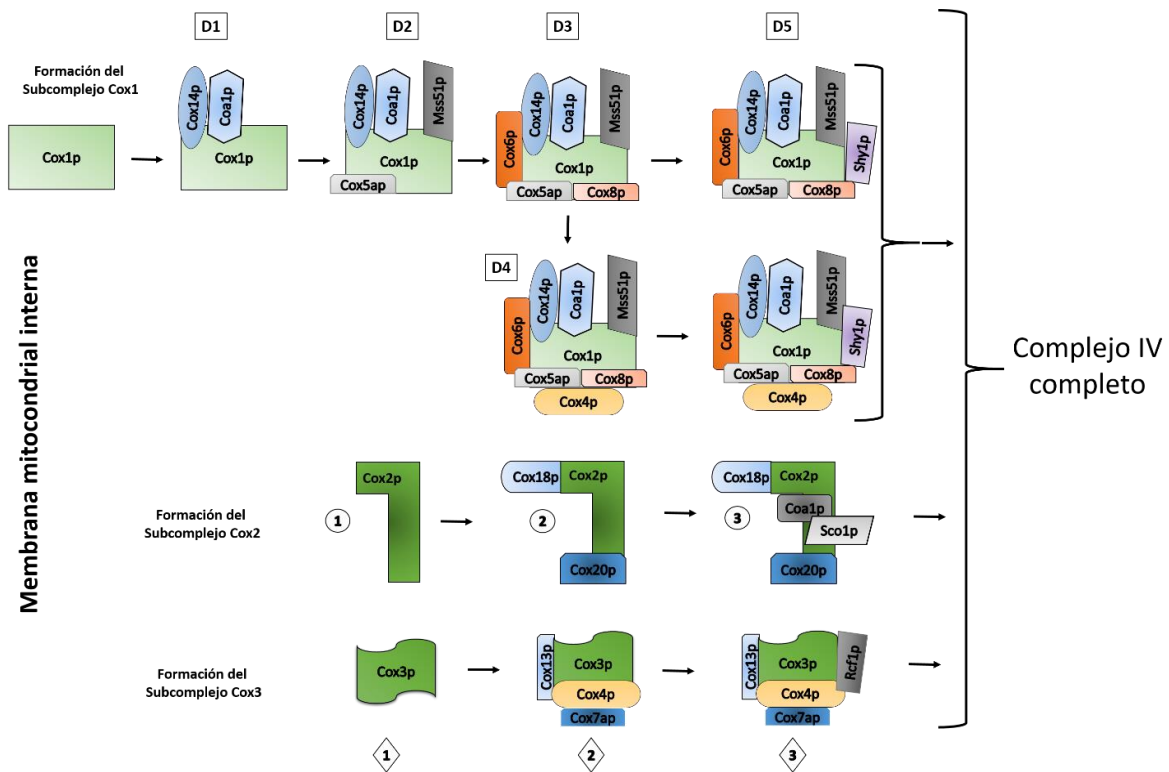 D1
D2
D3
D5
Formación del
Subcomplejo Cox1
Cox1p
Cox14p
Coa1p
Cox1p
Cox14p
Coa1p
Mss51p
Cox1p
Cox5ap
Cox6p
Cox14p
Coa1p
Mss51p
Cox1p
Cox5ap
Cox8p
Cox6p
Cox14p
Coa1p
Mss51p
Shy1p
Cox1p
Cox5ap
Cox8p
D4
Cox6p
Cox14p
Coa1p
Mss51p
Cox1p
Cox5ap
Cox8p
Cox4p
Cox6p
Cox14p
Coa1p
Mss51p
Shy1p
Cox1p
Cox5ap
Cox8p
Cox4p
Membrana mitocondrial interna
Complejo IV
completo
Formación del
Subcomplejo Cox2
1
Cox2p
2
Cox18p
Cox2p
Cox20p
3
Cox18p
Cox2p
Coa1p
Sco1p
Cox20p
Formación del
Subcomplejo Cox3
Cox3p
Cox13p
Cox3p
Cox4p
Cox7ap
Cox13p
Cox3p
Rcf1p
Cox4p
Cox7ap
1
2
3